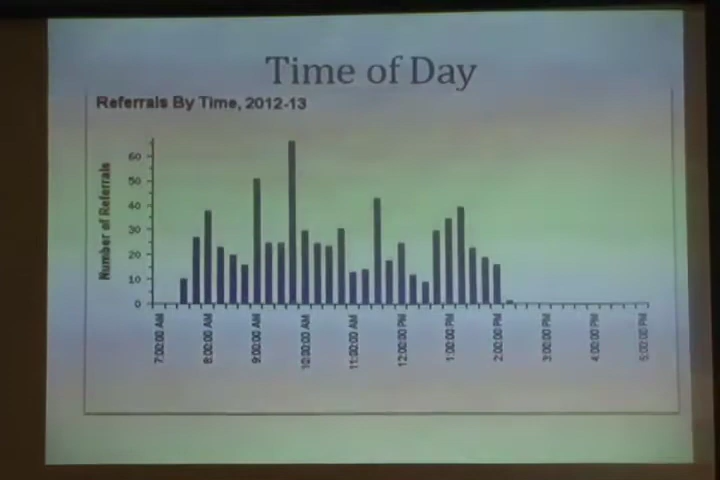 Time of Day
Referrals By Time, 2012-13
Number of Referrals
60
50
40
30
20
10
0
7:00:00 AM
8:00:00 AM
9:00:00 AM
10:00:00 AM
11:00:00 AM
12:00:00 PM
1:00:00 PM
2:00:00 PM
3:00:00 PM
4:00:00 PM
5:00:00 PM